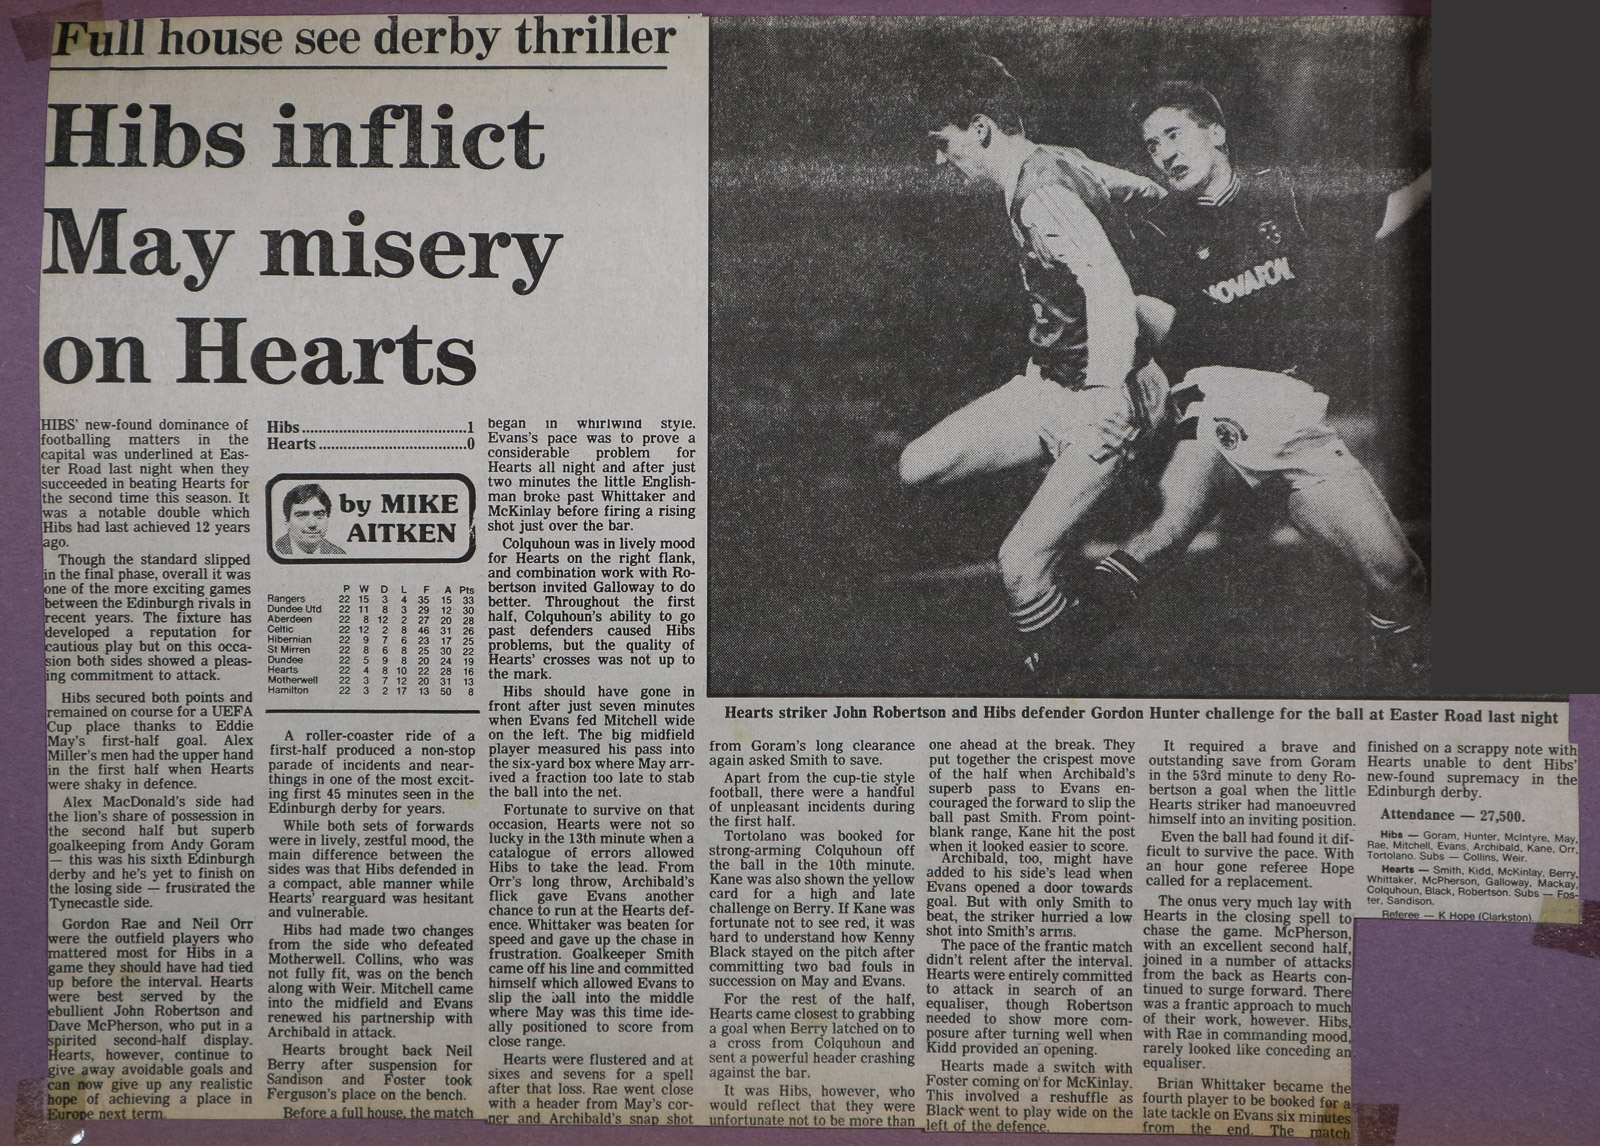 Full house see derby thriller
Hibs inflict
May misery
on Hearts
HIBS' new-found dominance of
footballing matters in the
capital was underlined at Eas-
ter Road last night when they
succeeded in beating Hearts for
the second time this season. It
was a notable double which
Hibs had last achieved 12 years
ago.
Though the standard slipped
in the final phase, overall it was
one of the more exciting games
between the Edinburgh rivals in
recent years. The fixture has
developed a reputation for
cautious play but on this occa-
sion both sides showed a pleas-
ing commitment to attack.
Hibs secured both points and
remained on course for a UEFA
Cup place thanks to Eddie
May's first-half goal. Alex
Miller's men had the upper hand
in the first half when Hearts
were shaky in defence.
Alex MacDonald's side had
the lion's share of possession in
the second half but superb
goalkeeping from Andy Goram
— this was his sixth Edinburgh
derby and he's yet to finish on
the losing side — frustrated the
Tynecastle side.
Gordon Rae and Neil Orr
were the outfield players who
mattered most for Hibs in a
game they should have had tied
up before the interval. Hearts
were best served by the
ebullient John Robertson and
Dave McPherson, who put in a
spirited second-half display.
Hearts, however, continue to
give away avoidable goals and
can now give up any realistic
hope of achieving a place in
Europe next term.
Hibs....................................1
Hearts.................................0
by MIKE
AITKEN
P W D L F A Pts
Rangers 22 15 3 4 35 15 33
Dundee Utd 22 11 8 3 29 12 30
Aberdeen 22 8 12 2 27 20 28
Celtic 22 12 2 8 46 31 26
Hibernian 22 9 7 6 23 17 25
St Mirren 22 8 6 8 25 30 22
Dundee 22 5 9 8 20 24 19
Hearts 22 4 8 10 22 28 16
Motherwell 22 3 7 12 20 31 13
Hamilton 22 3 2 17 13 50 8
A roller-coaster ride of a
first-half produced a non-stop
parade of incidents and near-
things in one of the most excit-
ing first 45 minutes seen in the
Edinburgh derby for years.
While both sets of forwards
were in lively, zestful mood, the
main difference between the
sides was that Hibs defended in
a compact, able manner while
Hearts' rearguard was hesitant
and vulnerable.
Hibs had made two changes
from the side who defeated
Motherwell. Collins, who was
not fully fit, was on the bench
along with Weir. Mitchell came
into the midfield and Evans
renewed his partnership with
Archibald in attack.
Hearts brought back Neil
Berry after suspension for
Sandison and Foster took
Ferguson's place on the bench.
Before a full house, the match
began in whirlwind style.
Evans's pace was to prove a
considerable problem for
Hearts all night and after just
two minutes the little English-
man broke past Whittaker and
McKinlay before firing a rising
shot just over the bar.
Colquhoun was in lively mood
for Hearts on the right flank,
and combination work with Ro-
bertson invited Galloway to do
better. Throughout the first
half, Colquhoun's ability to go
past defenders caused Hibs
problems, but the quality of
Hearts' crosses was not up to
the mark.
Hibs should have gone in
front after just seven minutes
when Evans fed Mitchell wide
on the left. The big midfield
player measured his pass into
the six-yard box where May arr-
ived a fraction too late to stab
the ball into the net.
Fortunate to survive on that
occasion, Hearts were not so
lucky in the 13th minute when a
catalogue of errors allowed
Hibs to take the lead. From
Orr's long throw, Archibald's
flick gave Evans another
chance to run at the Hearts def-
ence. Whittaker was beaten for
speed and gave up the chase in
frustration. Goalkeeper Smith
came off his line and committed
himself which allowed Evans to
slip the ball into the middle
where May was this time ide-
ally positioned to score from
close range.
Hearts were flustered and at
sixes and sevens for a spell
after that loss. Rae went close
with a header from May's cor-
ner and Archibald's snap shot
NOVAFON
Hearts striker John Robertson and Hibs defender Gordon Hunter challenge for the ball at Easter Road last night
from Goram's long clearance
again asked Smith to save.
Apart from the cup-tie style
football, there were a handful
of unpleasant incidents during
the first half.
Tortolano was booked for
strong-arming Colquhoun off
the ball in the 10th minute.
Kane was also shown the yellow
card for a high and late
challenge on Berry. If Kane was
fortunate not to see red, it was
hard to understand how Kenny
Black stayed on the pitch after
committing two bad fouls in
succession on May and Evans.
For the rest of the half,
Hearts came closest to grabbing
a goal when Berry latched on to
a cross from Colquhoun and
sent a powerful header crashing
against the bar.
It was Hibs, however, who
would reflect that they were
unfortunate not to be more than
one ahead at the break. They
put together the crispest move
of the half when Archibald's
superb pass to Evans en-
couraged the forward to slip the
ball past Smith. From point-
blank range, Kane hit the post
when it looked easier to score.
Archibald, too, might have
added to his side's lead when
Evans opened a door towards
goal. But with only Smith to
beat, the striker hurried a low
shot into Smith's arms.
The pace of the frantic match
didn't relent after the interval.
Hearts were entirely committed
to attack in search of an
equaliser, though Robertson
needed to show more com-
posure after turning well when
Kidd provided an opening.
Hearts made a switch with
Foster coming on for McKinlay.
This involved a reshuffle as
Black went to play wide on the
left of the defence.
It required a brave and
outstanding save from Goram
in the 53rd minute to deny Ro-
bertson a goal when the little
Hearts striker had manoeuvred
himself into an inviting position.
Even the ball had found it dif-
ficult to survive the pace. With
an hour gone referee Hope
called for a replacement.
The onus very much lay with
Hearts in the closing spell to
chase the game. McPherson,
with an excellent second half,
joined in a number of attacks
from the back as Hearts con-
tinued to surge forward. There
was a frantic approach to much
of their work, however. Hibs,
with Rae in commanding mood,
rarely looked like conceding an
equaliser.
Brian Whittaker became the
fourth player to be booked for a
late tackle on Evans six minutes
from the end. The match
finished on a scrappy note with
Hearts unable to dent Hibs'
new-found supremacy in the
Edinburgh derby.
Attendance — 27,500.
Hibs — Goram, Hunter, McIntyre, May,
Rae, Mitchell, Evans, Archibald, Kane, Orr,
Tortolano. Subs — Collins, Weir.
Hearts — Smith, Kidd, McKinlay, Berry,
Whittaker, McPherson, Galloway, Mackay,
Colquhoun, Black, Robertson. Subs — Fos-
ter, Sandison.
Referee — K Hope (Clarkston).